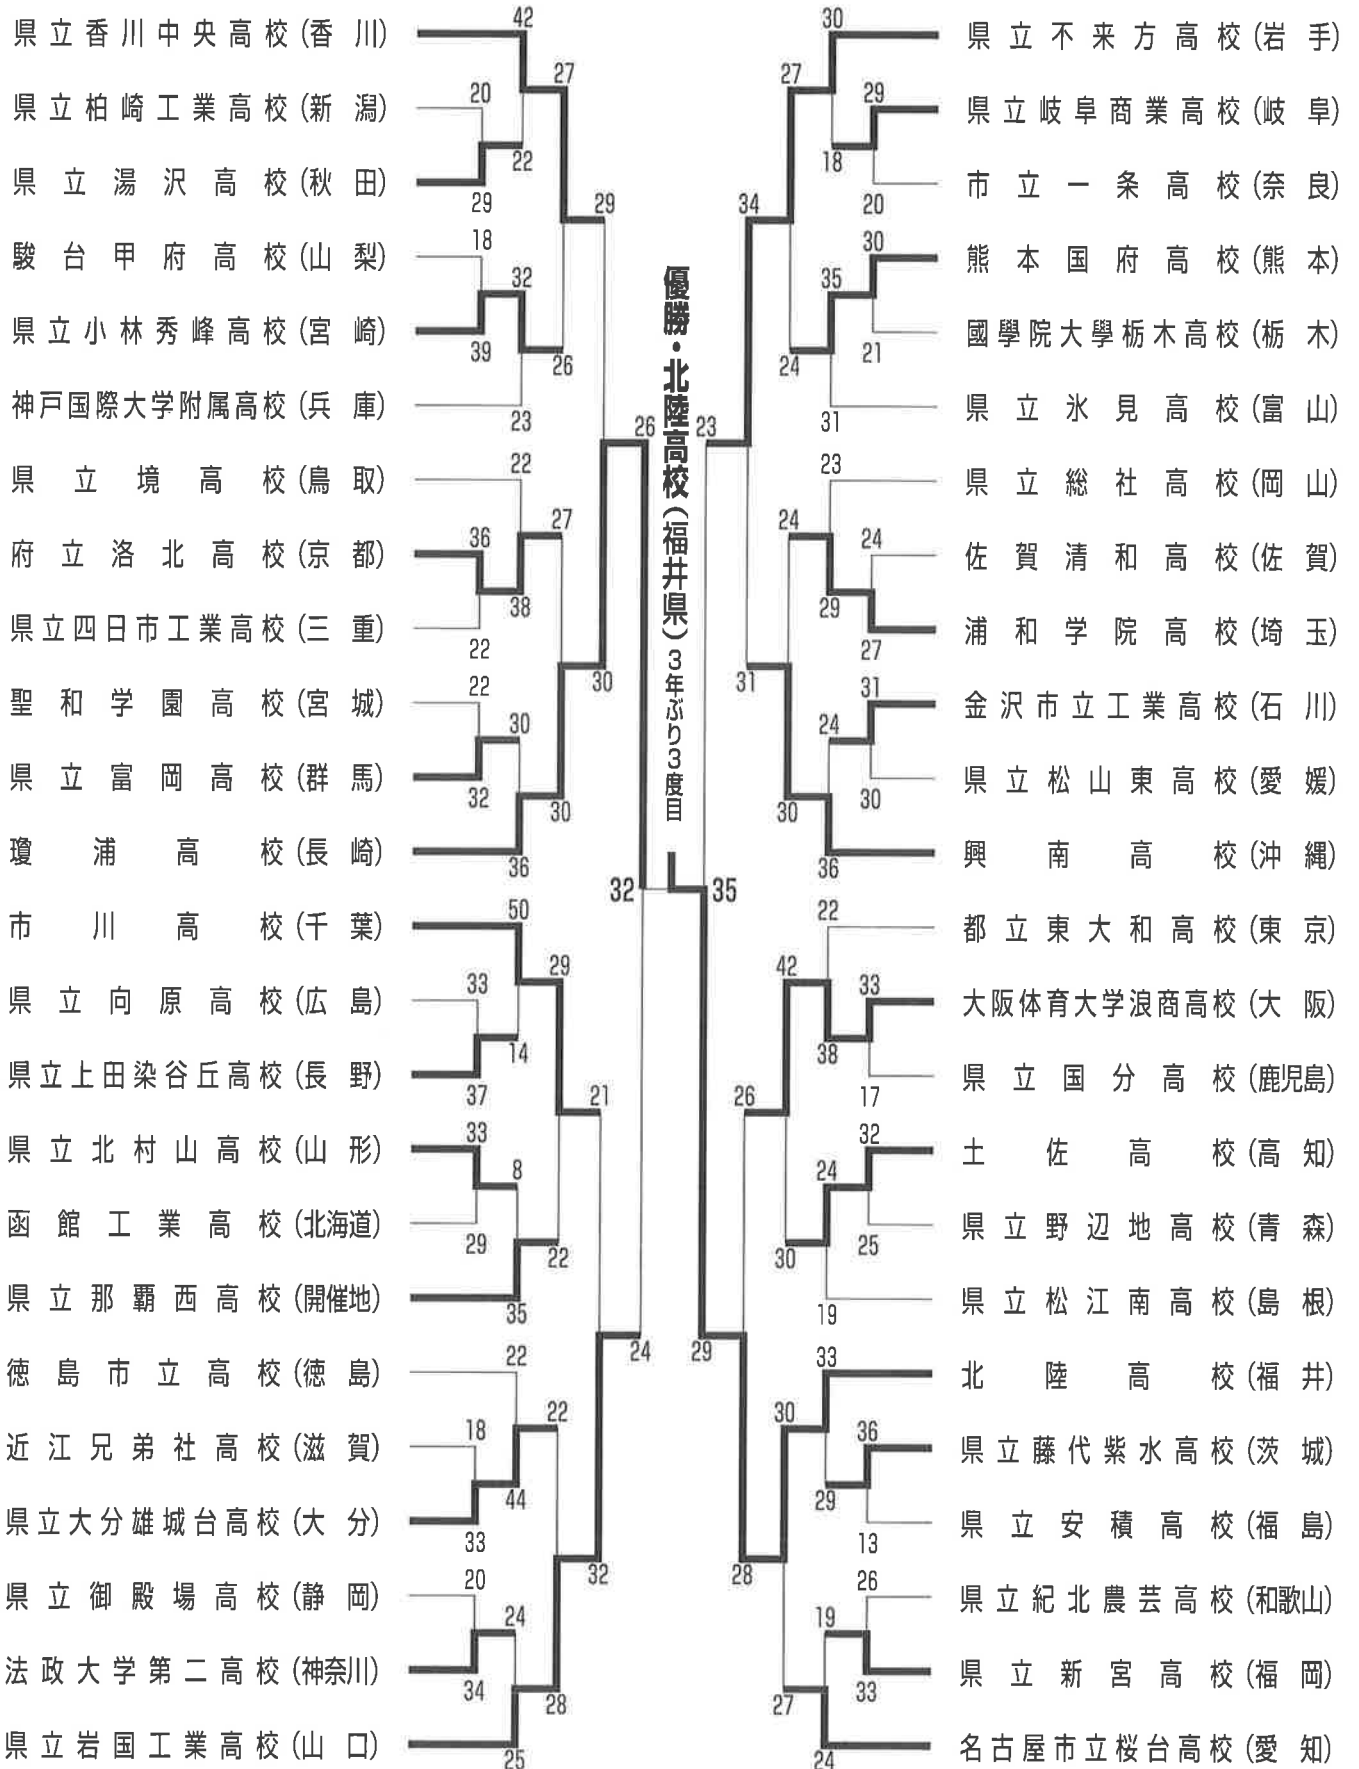 県立香川中央高校(香川)
県立柏崎工業高校(新潟)
県立湯沢高校(秋田)
駿台甲府高校(山梨)
県立小林秀峰高校(宮崎)
神戸国際大学附属高校(兵庫)
県立境高校(鳥取)
府立洛北高校(京都)
県立四日市工業高校(三重)
聖和学園高校(宮城)
県立富岡高校(群馬)
瓊浦高校(長崎)
市川高校(千葉)
県立向原高校(広島)
県立上田染谷丘高校(長野)
県立北村山高校(山形)
函館工業高校(北海道)
県立那覇西高校(開催地)
徳島市立高校(徳島)
近江兄弟社高校(滋賀)
県立大分雄城台高校(大分)
県立御殿場高校(静岡)
法政大学第二高校(神奈川)
県立岩国工業高校(山口)
42
20
29
22
18
39
32
23
27
26
22
36
22
38
22
32
30
36
27
30
29
30
50
33
37
14
33
29
8
35
29
22
22
18
33
44
20
34
24
25
22
28
21
32
26
24
32
優勝・北陸高校(福井県)3年ぶり3度目
35
23
29
34
31
26
28
27
24
24
30
42
30
30
27
30
18
29
20
35
30
21
31
23
29
24
27
24
31
30
36
22
38
33
17
24
32
25
19
33
29
36
13
19
26
33
24
県立不来方高校(岩手)
県立岐阜商業高校(岐阜)
市立一条高校(奈良)
熊本国府高校(熊本)
國學院大學栃木高校(栃木)
県立氷見高校(富山)
県立総社高校(岡山)
佐賀清和高校(佐賀)
浦和学院高校(埼玉)
金沢市立工業高校(石川)
県立松山東高校(愛媛)
興南高校(沖縄)
都立東大和高校(東京)
大阪体育大学浪商高校(大阪)
県立国分高校(鹿児島)
土佐高校(高知)
県立野辺地高校(青森)
県立松江南高校(島根)
北陸高校(福井)
県立藤代紫水高校(茨城)
県立安積高校(福島)
県立紀北農芸高校(和歌山)
県立新宮高校(福岡)
名古屋市立桜台高校(愛知)